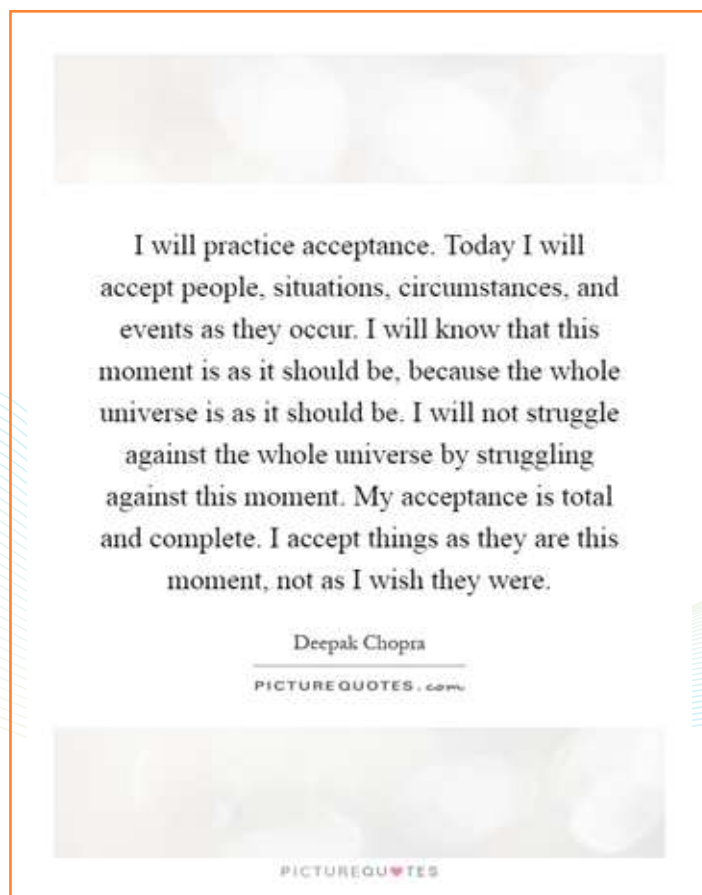 I will practice acceptance. Today I will
accept people, situations, circumstances, and
events as they occur. I will know that this
moment is as it should be, because the whole
universe is as it should be. I will not struggle
against the whole universe by struggling
against this moment. My acceptance is total
and complete. I accept things as they are this
moment, not as I wish they were.
Deepak Chopra
PICTUREQUOTES.com
PICTUREQU♥TES